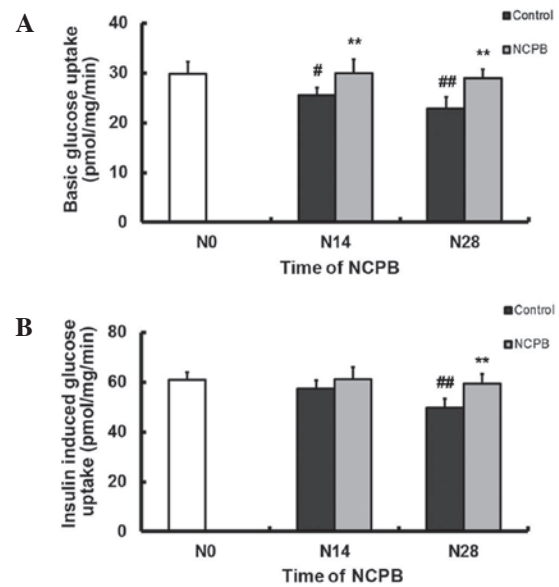 A
Control
NCPB
Basic glucose uptake
(pmol/mg/min)
40
30
20
10
0
#
**
##
**
N0 N14 N28
Time of NCPB
B
Control
NCPB
Insulin induced glucose
uptake (pmol/mg/min)
80
60
40
20
0
##
**
N0 N14 N28
Time of NCPB